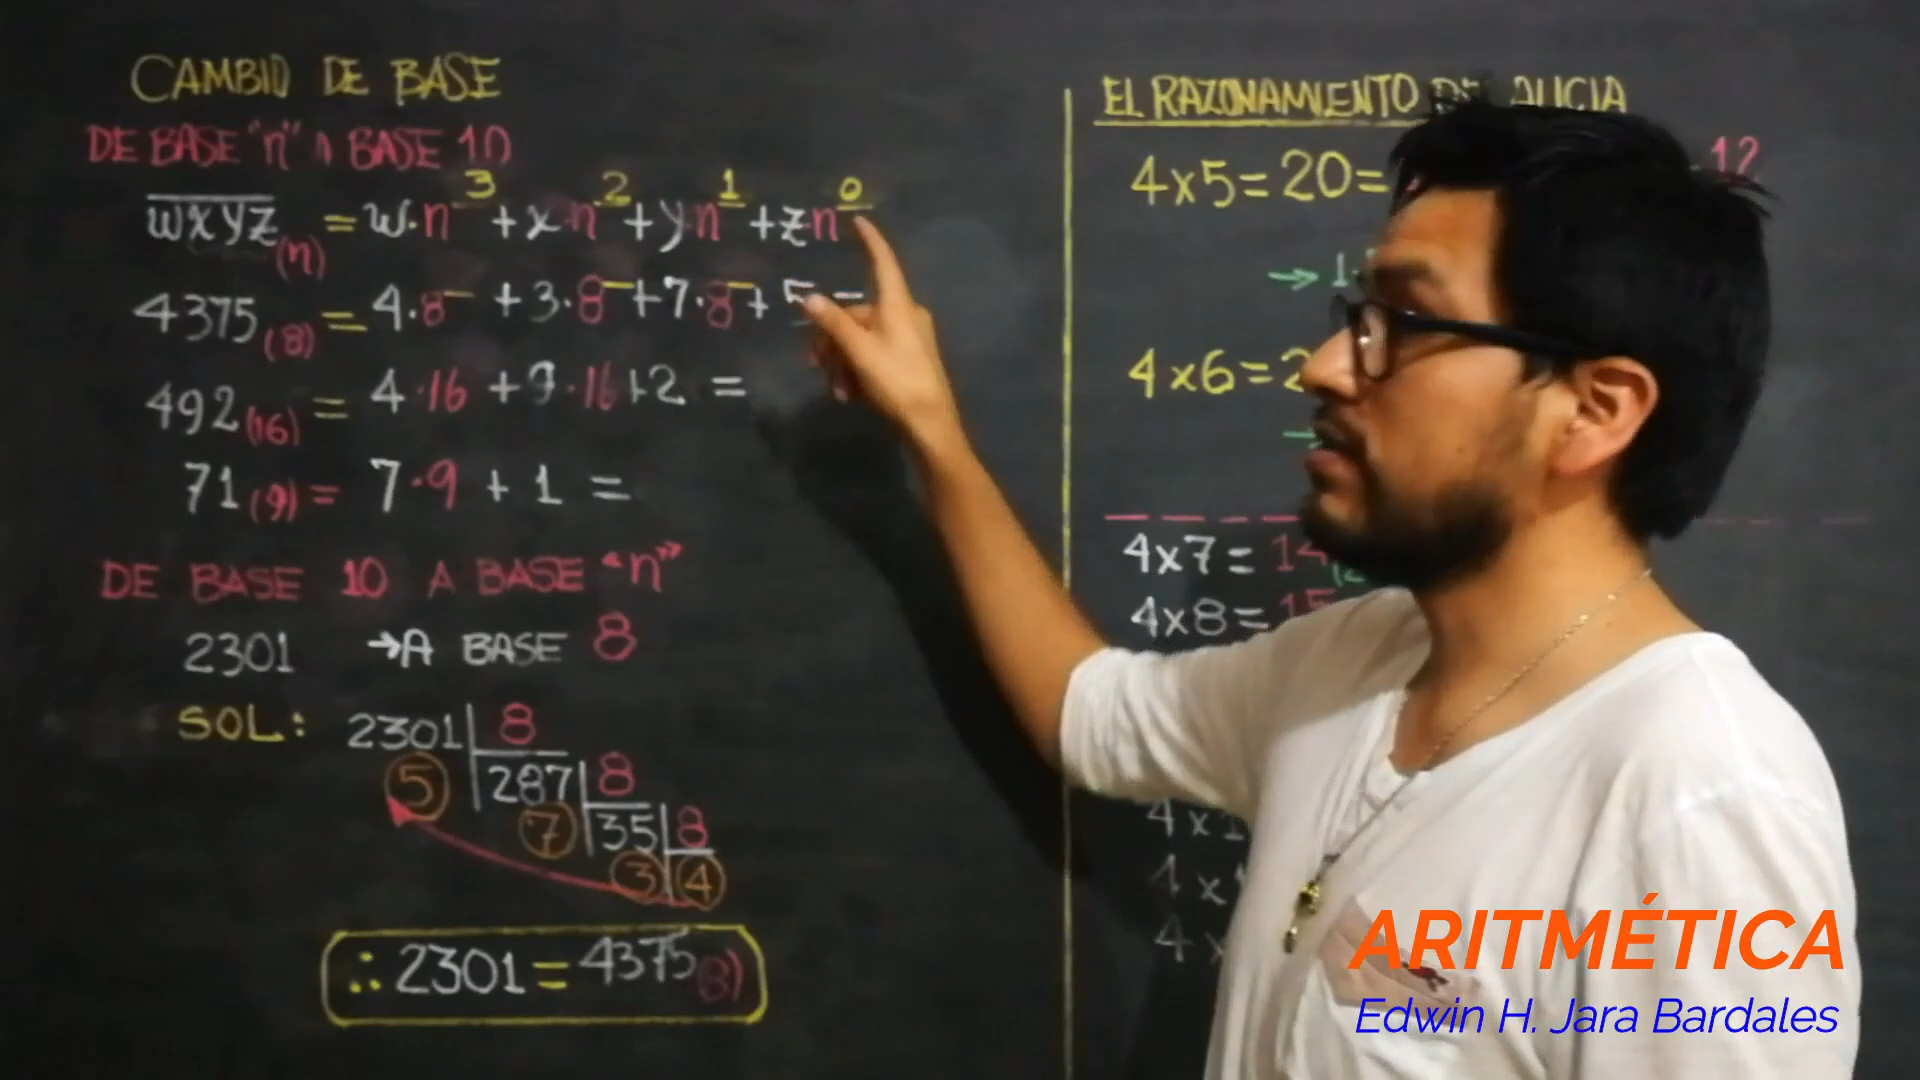 CAMBIO DE BASE
DE BASE "n" A BASE 10
wxyz(n) = w·n³ + x·n² + y·n¹ + z·n⁰
4375(8) = 4·8 + 3·8 + 7·8 + 5 =
492(16) = 4·16 + 9·16 + 2 =
71(9) = 7·9 + 1 =
DE BASE 10 A BASE "n"
2301 → A BASE 8
SOL: 2301 8
5 287 8
7 35 8
3 4
∴ 2301 = 4375(8)
EL RAZONAMIENTO DE ALICIA
4x5=20=
12
→ 1
4x6=2
→
4x7= 14
4x8= 15
4x1
4x
4x
ARITMÉTICA
Edwin H. Jara Bardales